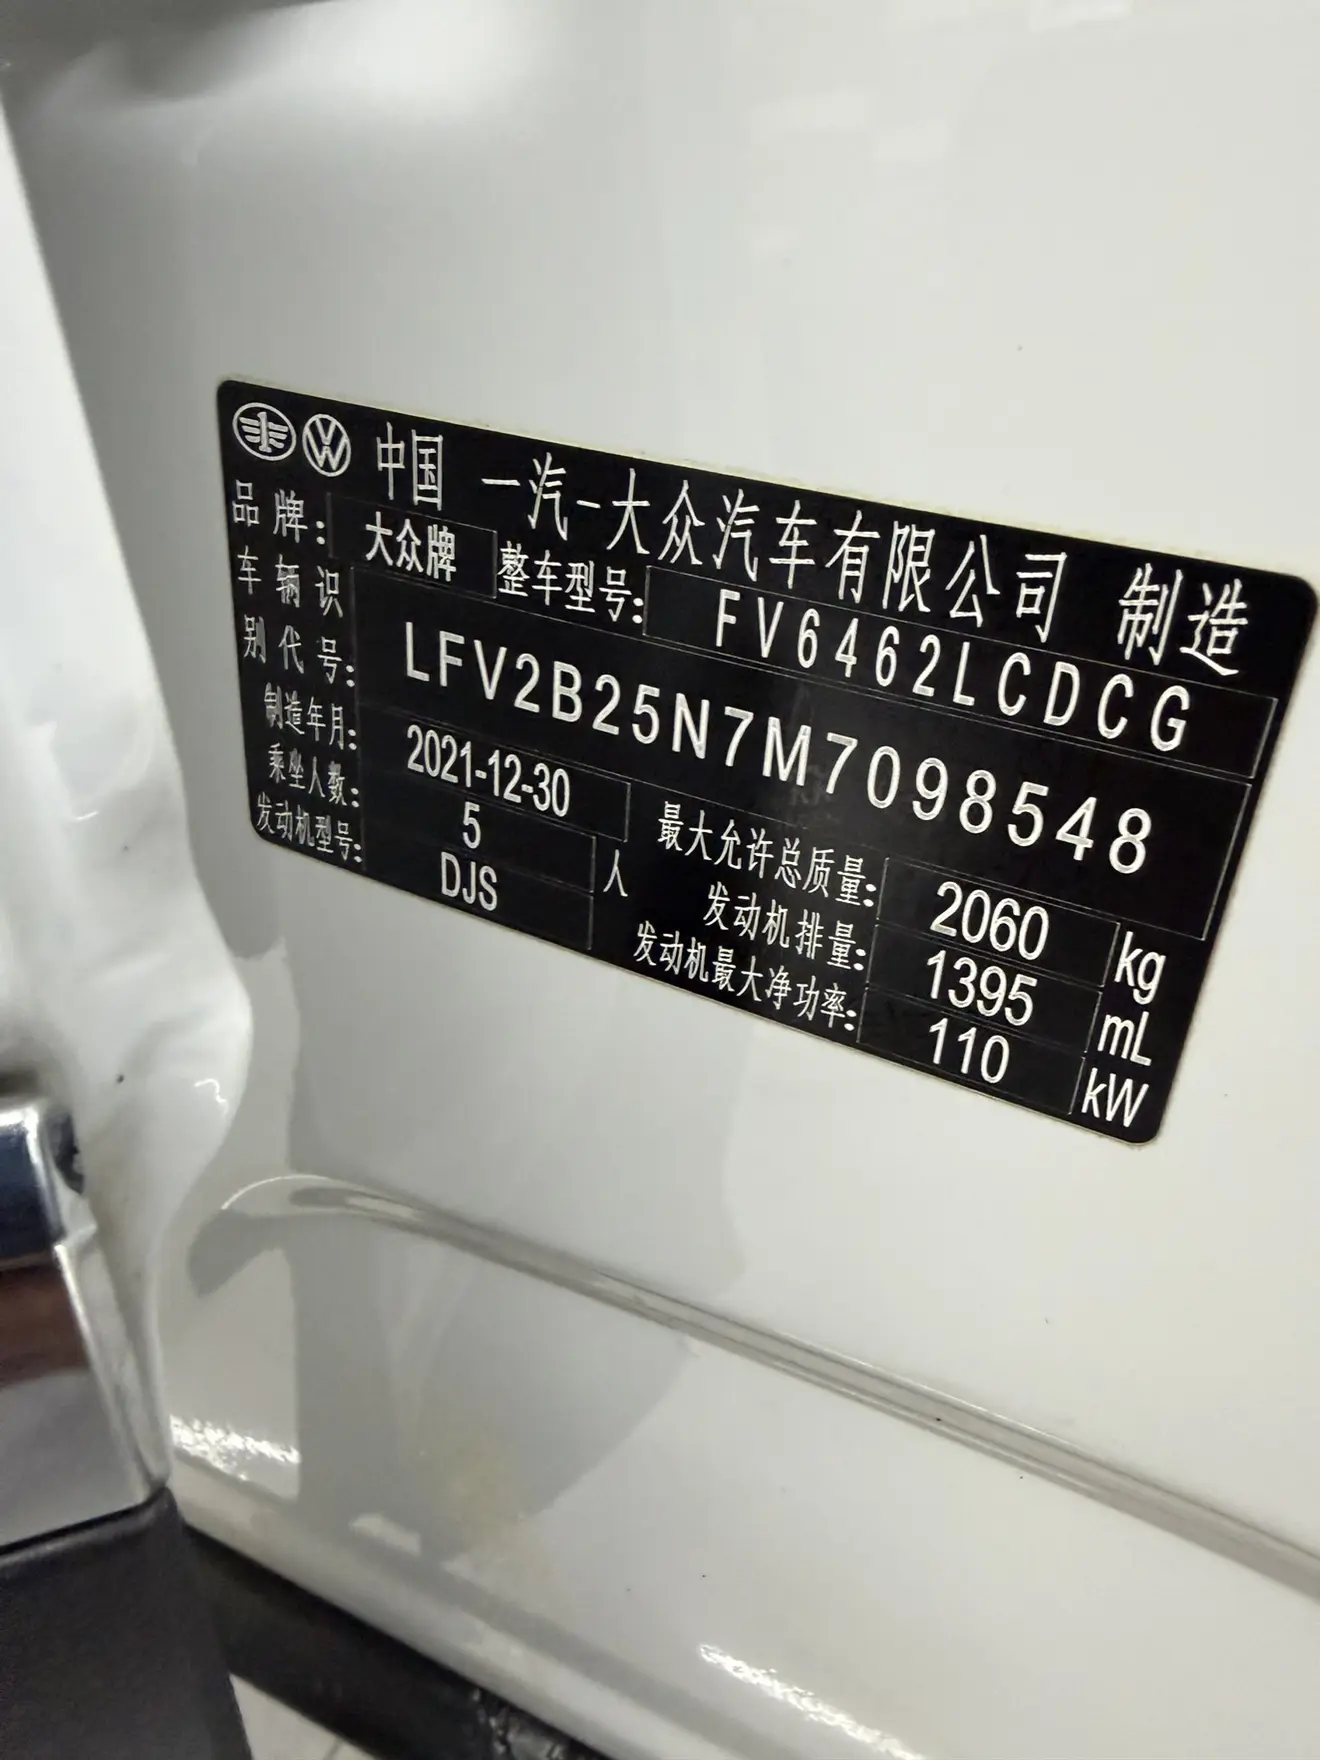 中国 一汽-大众汽车有限公司 制造
品牌: 大众牌 整车型号: FV6462LCDCG
车辆识别代号: LFV2B25N7M7098548
制造年月: 2021-12-30 最大允许总质量: 2060 kg
乘坐人数: 5 人 发动机排量: 1395 mL
发动机型号: DJS 发动机最大净功率: 110 kW